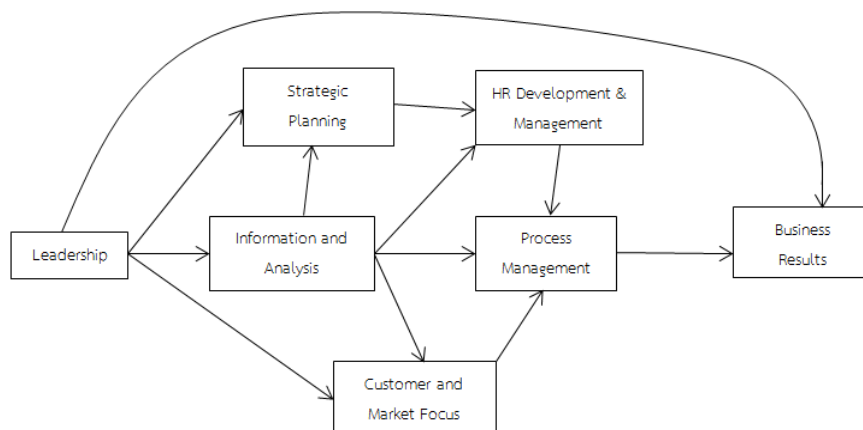 Strategic
Planning
HR Development &
Management
Leadership
Information and
Analysis
Process
Management
Business
Results
Customer and
Market Focus